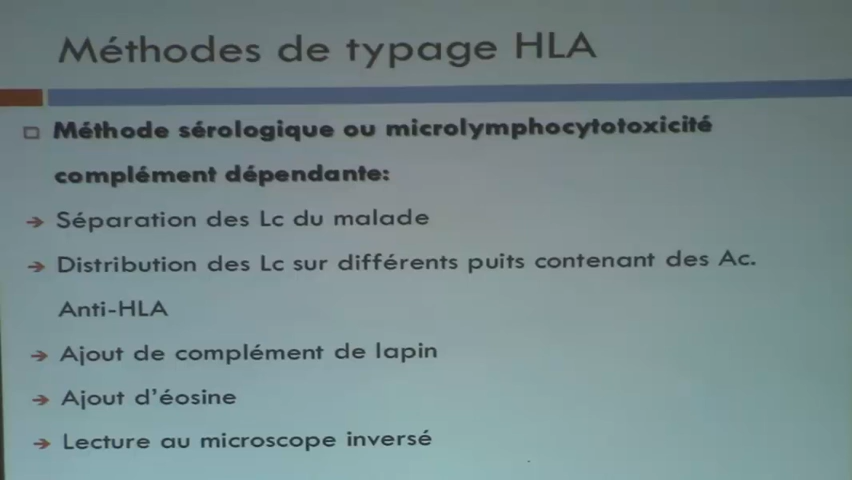 Méthodes de typage HLA
Méthode sérologique ou microlymphocytotoxicité
complément dépendante:
Séparation des Lc du malade
Distribution des Lc sur différents puits contenant des Ac.
Anti-HLA
Ajout de complément de lapin
Ajout d'éosine
Lecture au microscope inversé